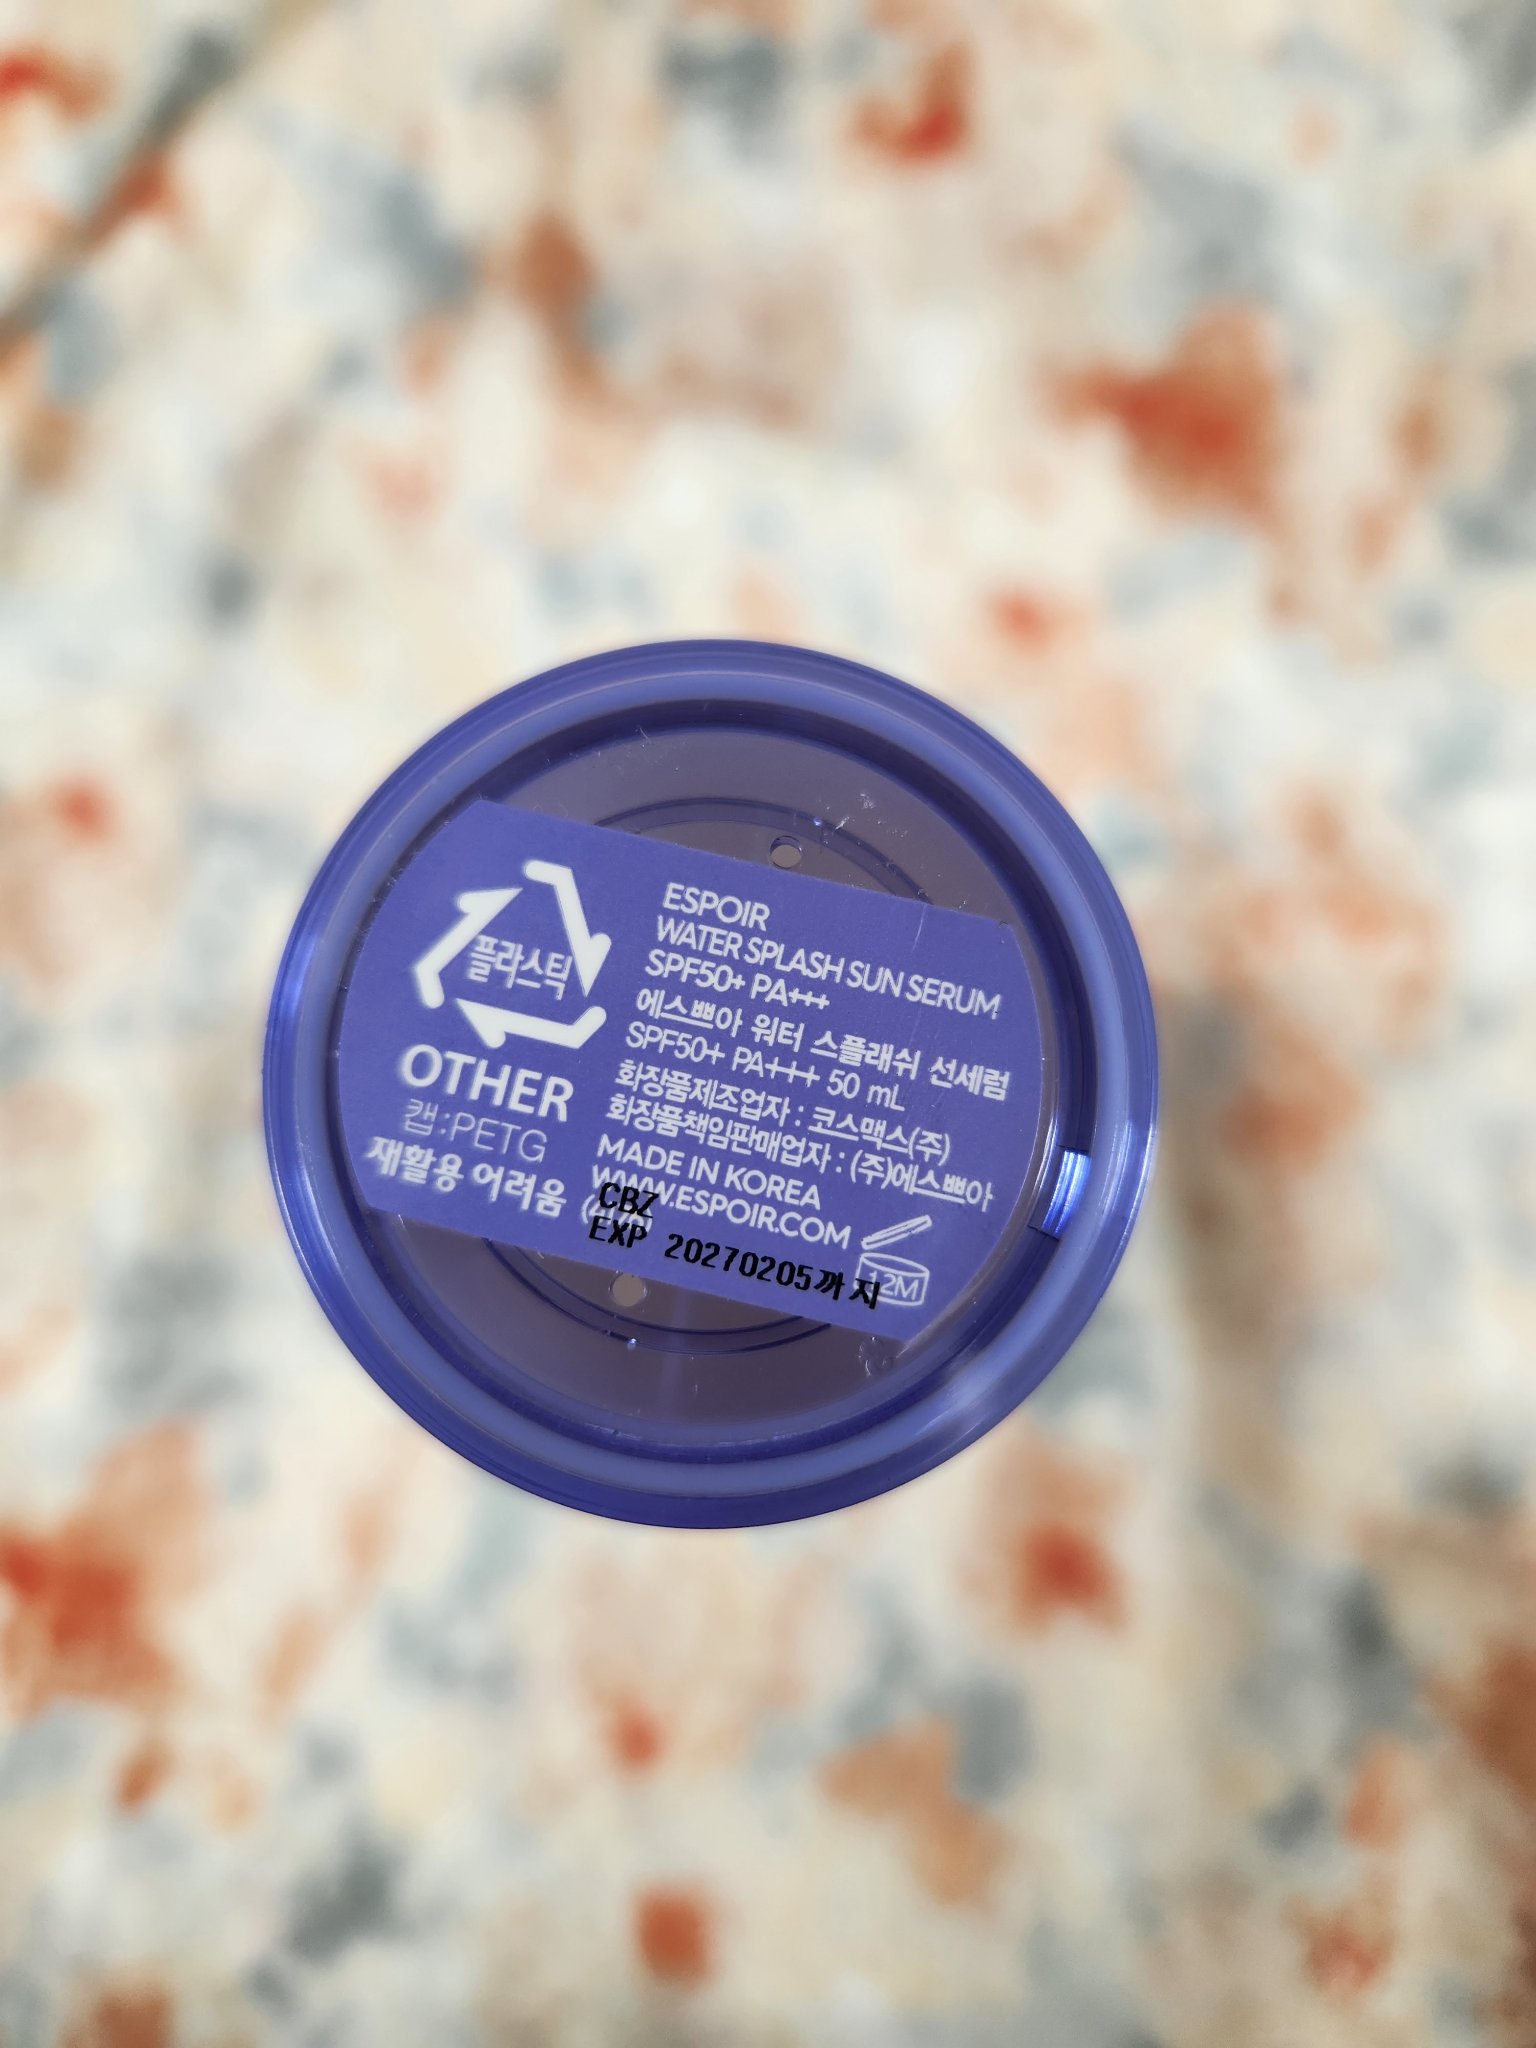 플라스틱
OTHER
캡:PETG
재활용 어려움
ESPOIR
WATER SPLASH SUN SERUM
SPF50+ PA+++
에스쁘아 워터 스플래쉬 선세럼
SPF50+ PA+++ 50 mL
화장품제조업자 : 코스맥스(주)
화장품책임판매업자 : (주)에스쁘아
MADE IN KOREA
WWW.ESPOIR.COM
CBZ
EXP 20270205까지
12M